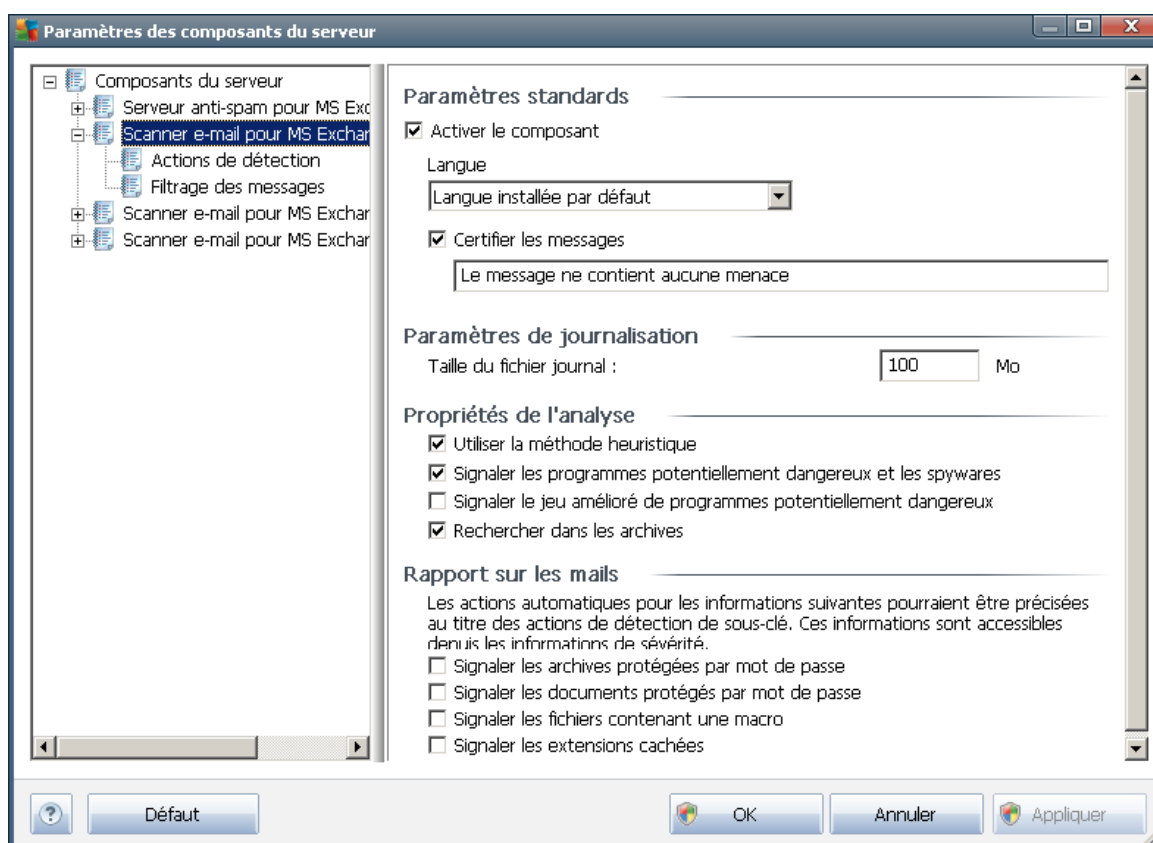 Paramètres des composants du serveur
Composants du serveur
Serveur anti-spam pour MS Exc
Scanner e-mail pour MS Exchar
Actions de détection
Filtrage des messages
Scanner e-mail pour MS Exchar
Scanner e-mail pour MS Exchar
Paramètres standards
Activer le composant
Langue
Langue installée par défaut
Certifier les messages
Le message ne contient aucune menace
Paramètres de journalisation
Taille du fichier journal : 100 Mo
Propriétés de l'analyse
Utiliser la méthode heuristique
Signaler les programmes potentiellement dangereux et les spywares
Signaler le jeu amélioré de programmes potentiellement dangereux
Rechercher dans les archives
Rapport sur les mails
Les actions automatiques pour les informations suivantes pourraient être précisées
au titre des actions de détection de sous-clé. Ces informations sont accessibles
depuis les informations de sévérité.
Signaler les archives protégées par mot de passe
Signaler les documents protégés par mot de passe
Signaler les fichiers contenant une macro
Signaler les extensions cachées
? Défaut OK Annuler Appliquer